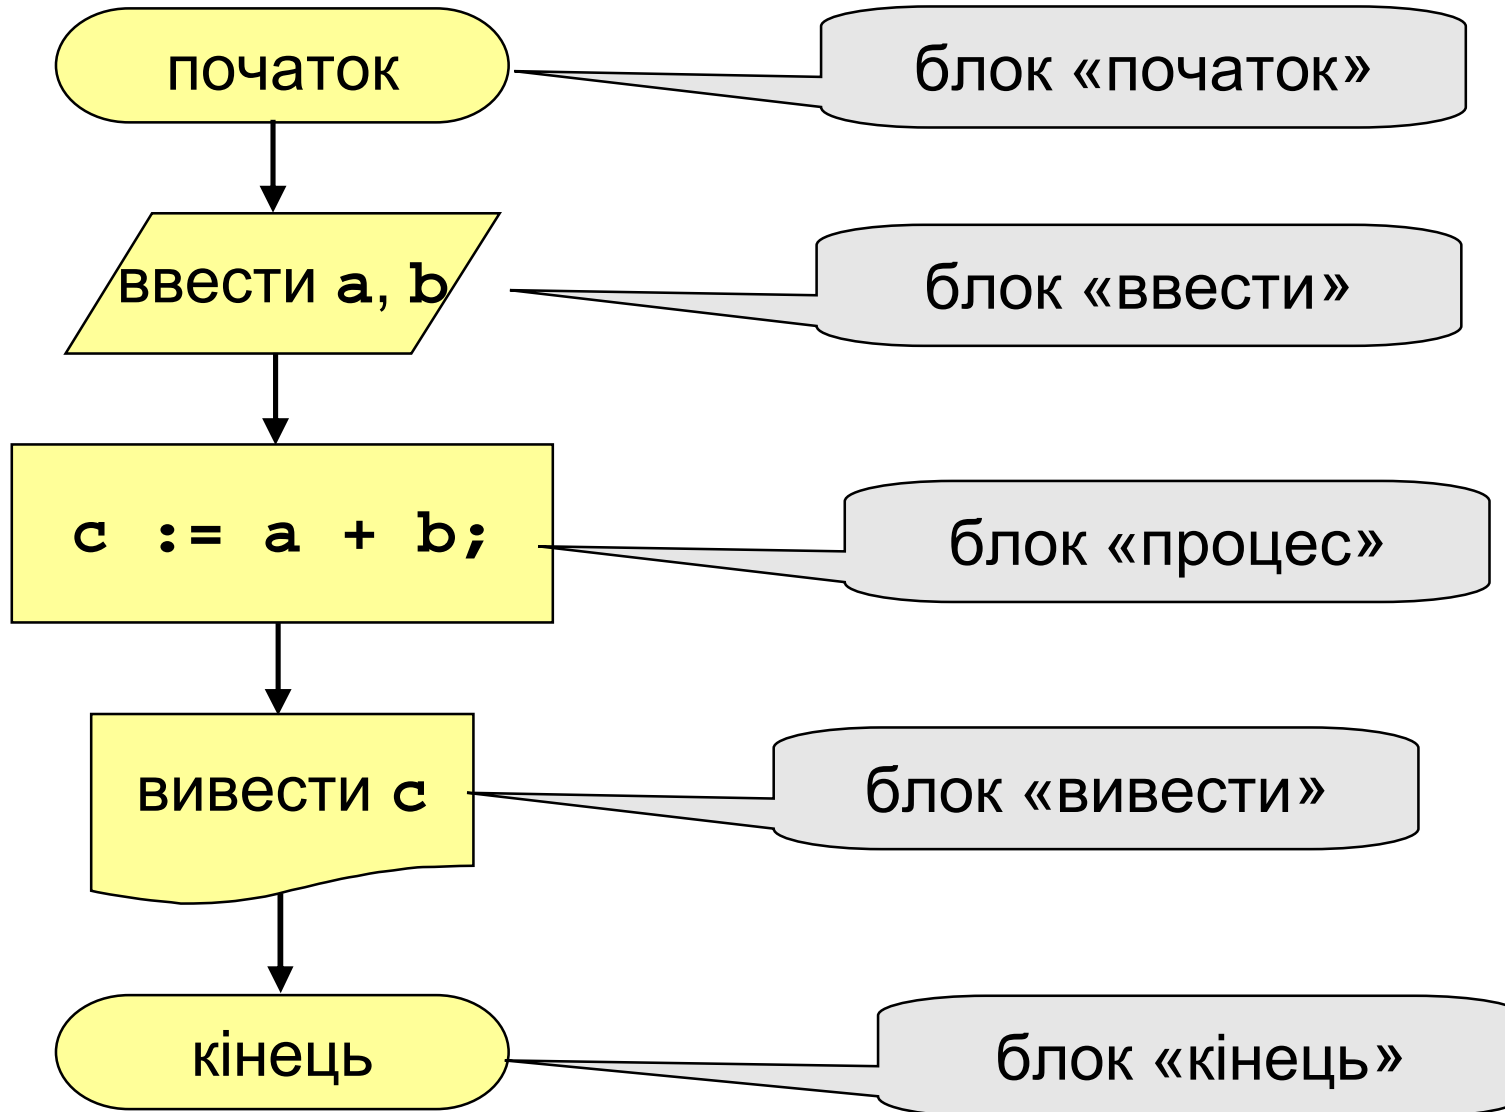 початок
блок «початок»
ввести a, b
блок «ввести»
c := a + b;
блок «процес»
вивести c
блок «вивести»
кінець
блок «кінець»